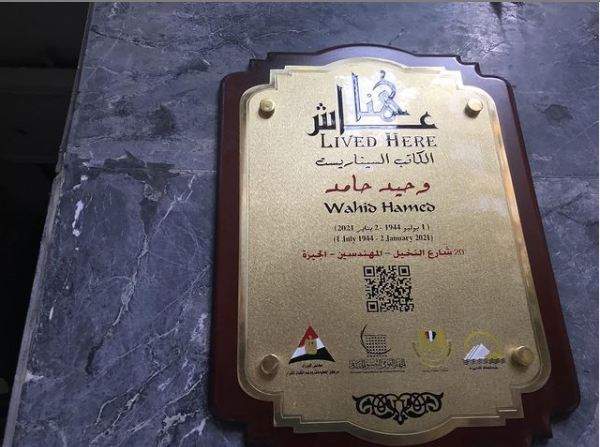 عاش هنا
LIVED HERE
الكاتب السيناريست
وحيد حامد
Wahid Hamed
(1 يوليو 1944 - 2 يناير 2021)
(1 July 1944 - 2 January 2021)
20 شارع النخيل - المهندسين - الجيزة